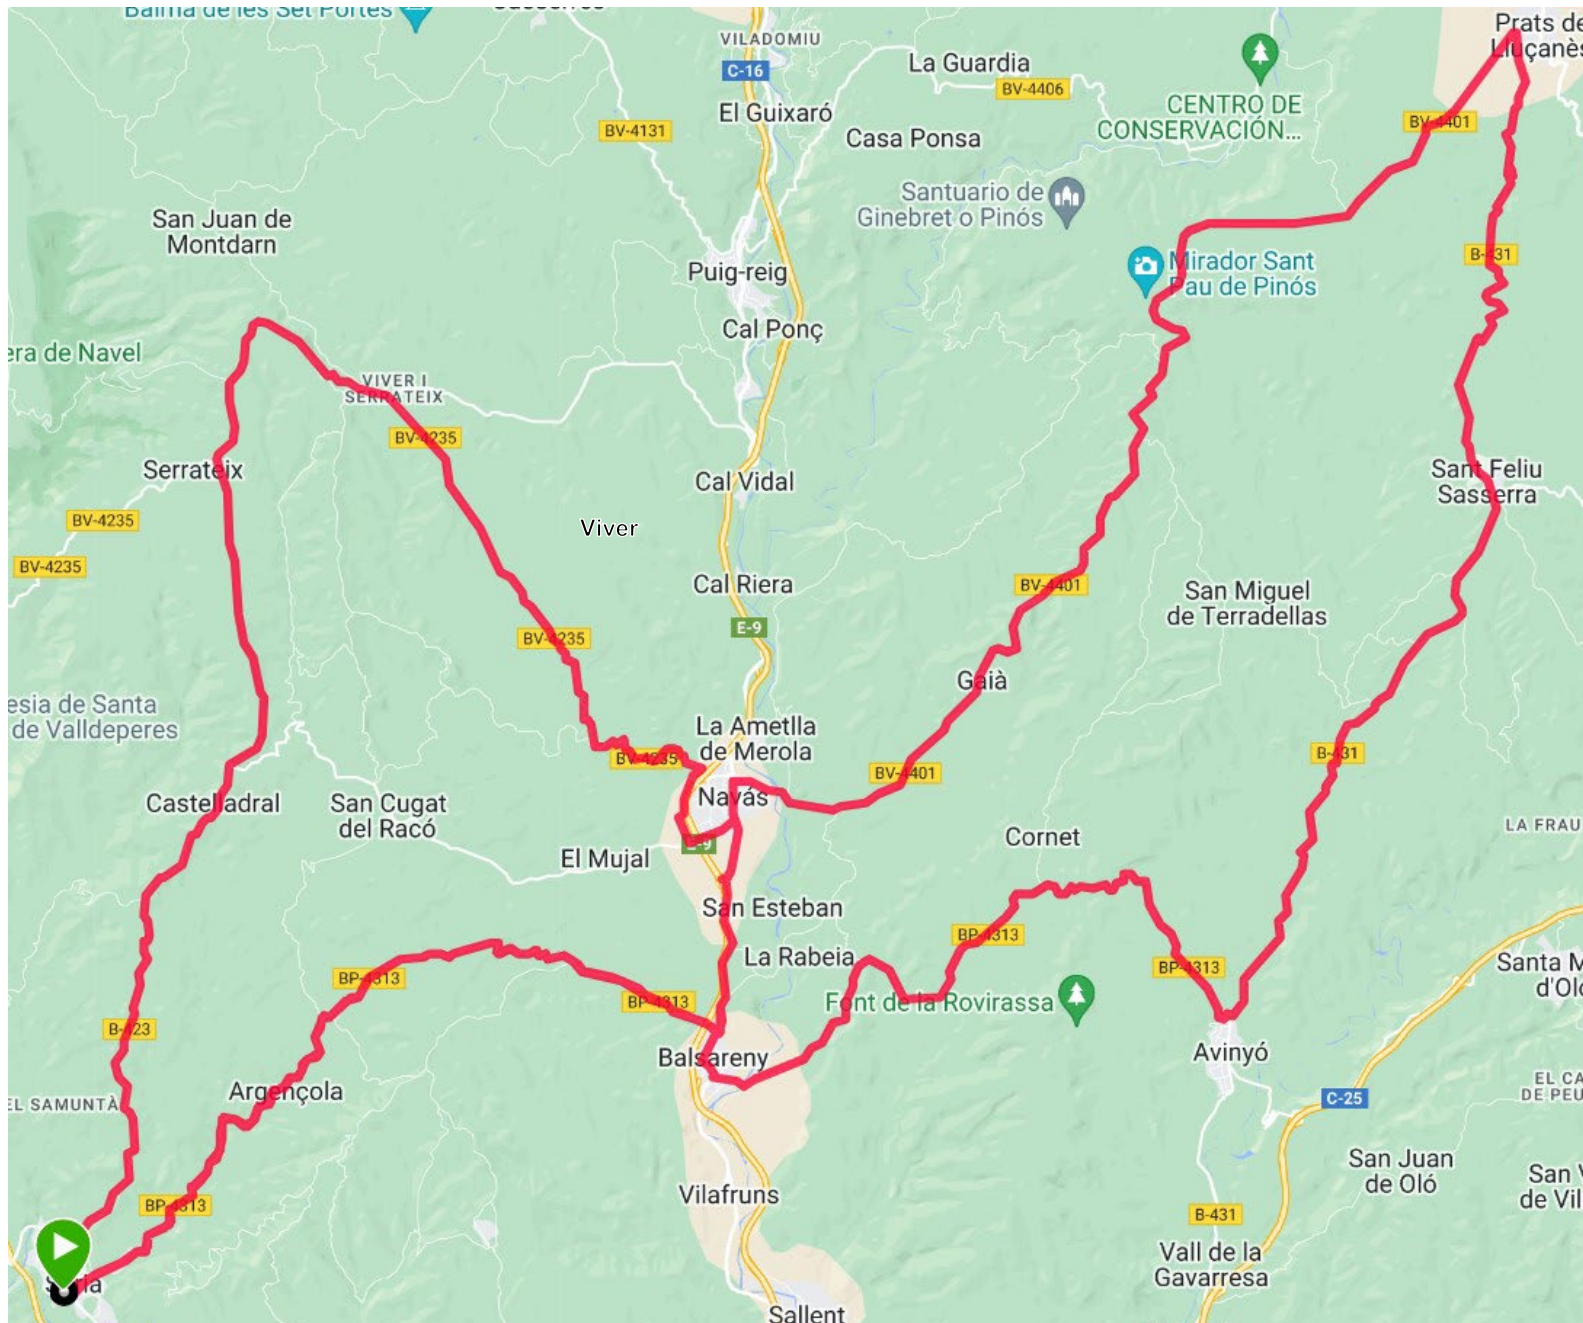 Balma de les Set Portes
VILADOMIU
C-16
La Guardia
BV-4406
El Guixaró
BV-4131
Casa Ponsa
CENTRO DE
CONSERVACIÓN...
Prats de
Lluçanès
BV-4401
Santuario de
Ginebret o Pinós
San Juan de
Montdarn
Puig-reig
Mirador Sant
Pau de Pinós
B-431
Cal Ponç
era de Navel
VIVER I
SERRATEIX
BV-4235
Serrateix
Cal Vidal
Sant Feliu
Sasserra
BV-4235
Viver
BV-4235
Cal Riera
BV-4401
San Miguel
de Terradellas
E-9
BV-4235
Gaià
esia de Santa
de Valldeperes
La Ametlla
de Merola
BV-4235
BV-4401
B-431
Navás
Castelladral
San Cugat
del Racó
Cornet
LA FRAU
E-9
El Mujal
San Esteban
BP-4313
La Rabeia
BP-4313
BP-4313
Santa M
d'Oló
BP-4313
Font de la Rovirassa
B-423
Balsareny
Avinyó
Argençola
EL SAMUNTÀ
C-25
EL CA
DE PEU
San Juan
de Oló
Vilafruns
San V
de Vil
BP-4313
B-431
Vall de la
Gavarresa
Súria
Sallent